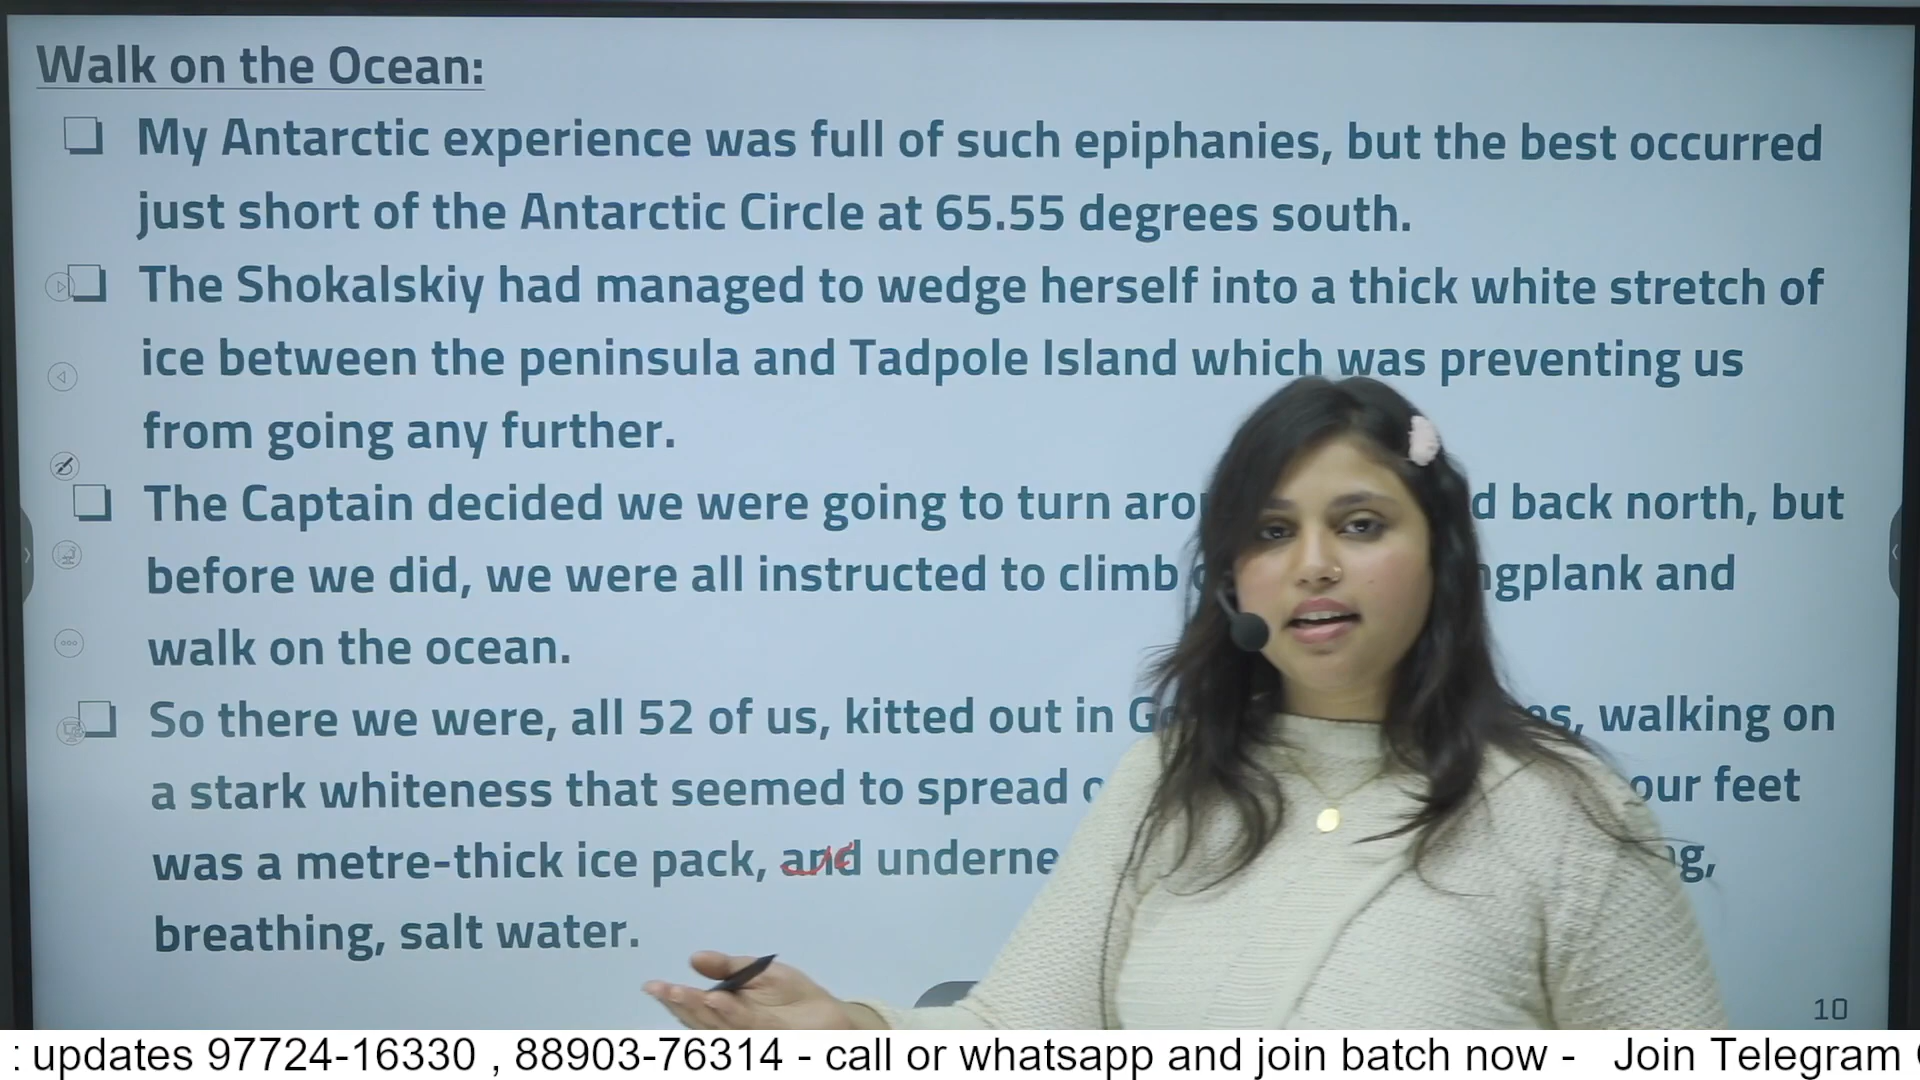 Walk on the Ocean:
My Antarctic experience was full of such epiphanies, but the best occurred
just short of the Antarctic Circle at 65.55 degrees south.
The Shokalskiy had managed to wedge herself into a thick white stretch of
ice between the peninsula and Tadpole Island which was preventing us
from going any further.
The Captain decided we were going to turn back north, but
before we did, we were all instructed to climb and
walk on the ocean.
So there we were, all 52 of us, kitted out in walking on
a stark whiteness that seemed to spread our feet
was a metre-thick ice pack, and
breathing, salt water.
10
: updates 97724-16330 , 88903-76314 - call or whatsapp and join batch now - Join Telegram